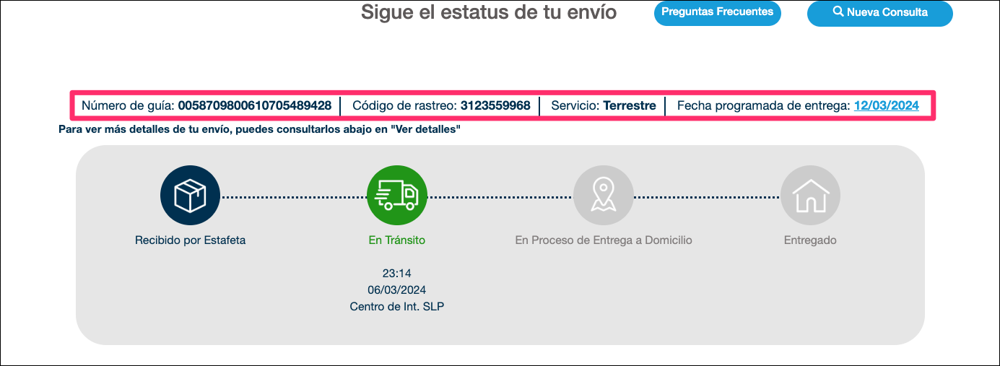 Sigue el estatus de tu envío
Preguntas Frecuentes
Nueva Consulta
Número de guía: 0058709800610705489428 Código de rastreo: 3123559968 Servicio: Terrestre Fecha programada de entrega: 12/03/2024
Para ver más detalles de tu envío, puedes consultarlos abajo en "Ver detalles"
Recibido por Estafeta
En Tránsito
En Proceso de Entrega a Domicilio
Entregado
23:14
06/03/2024
Centro de Int. SLP